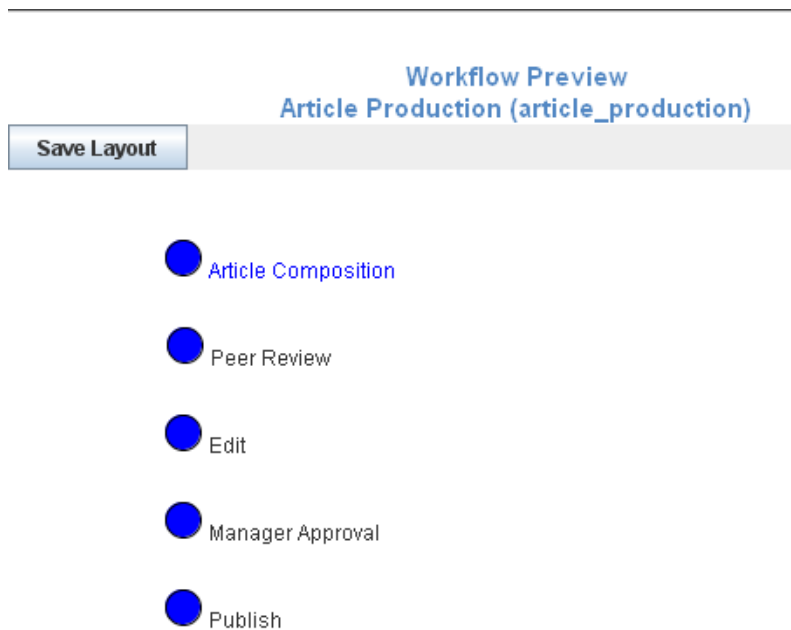 Workflow Preview
Article Production (article_production)
Save Layout
Article Composition
Peer Review
Edit
Manager Approval
Publish